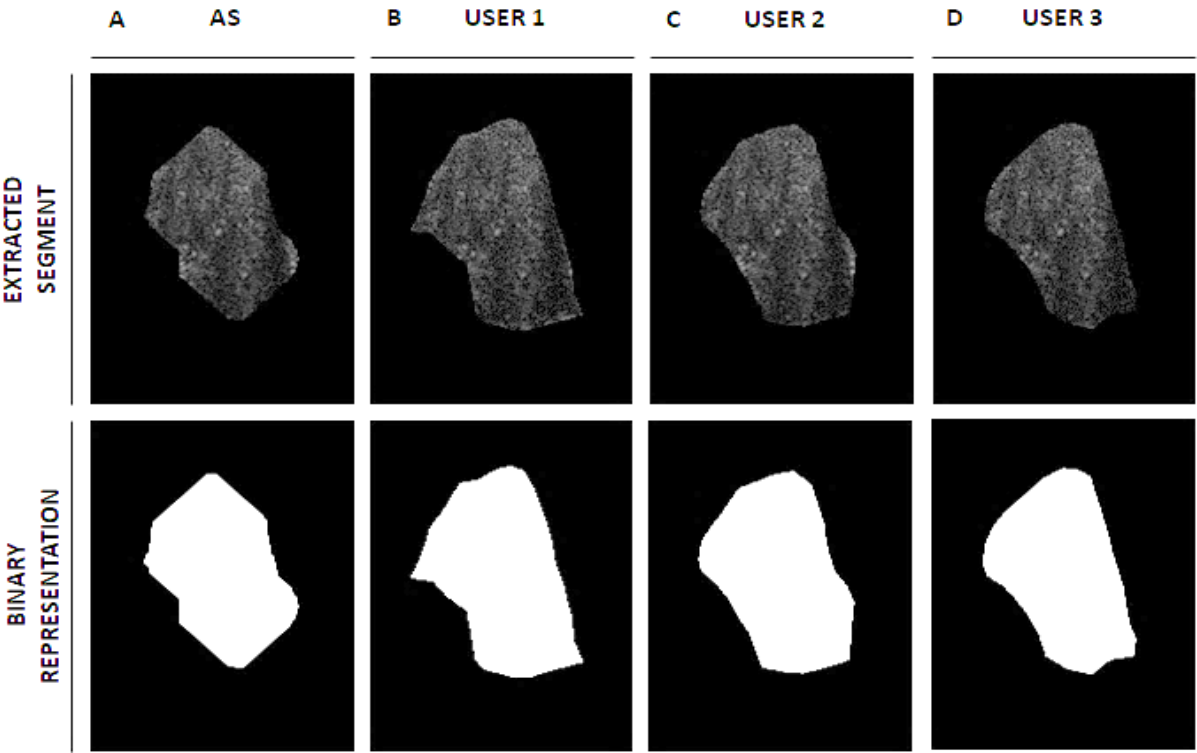 A AS
B USER 1
C USER 2
D USER 3
EXTRACTED
SEGMENT
BINARY
REPRESENTATION